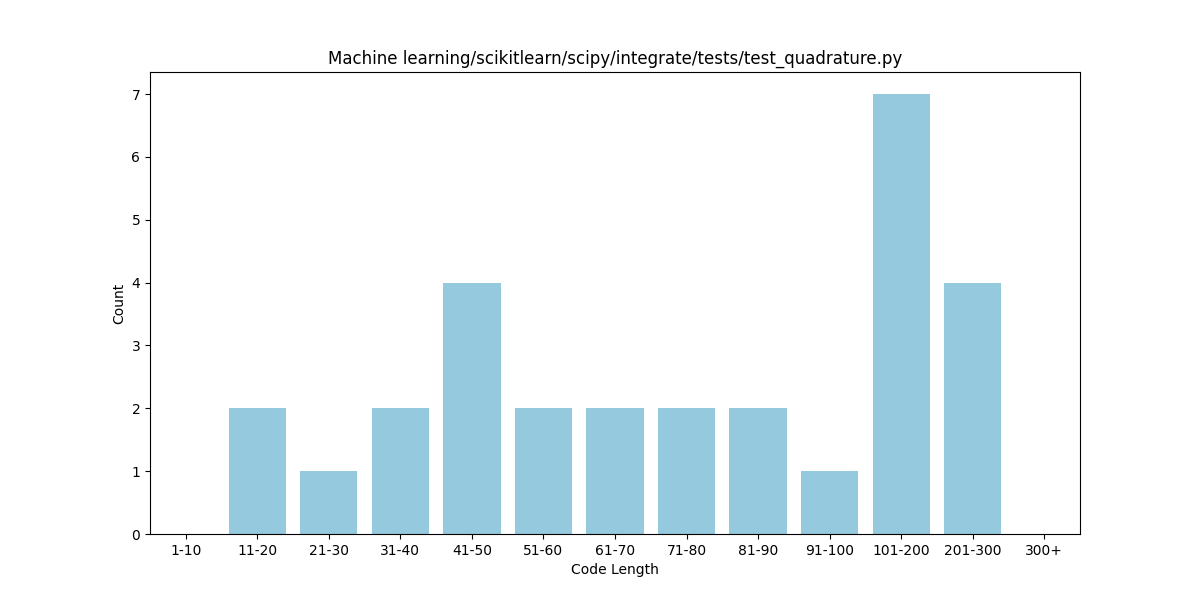 Machine learning/scikitlearn/scipy/integrate/tests/test_quadrature.py
7
6
5
4
3
2
1
0
Count
1-10 11-20 21-30 31-40 41-50 51-60 61-70 71-80 81-90 91-100 101-200 201-300 300+
Code Length